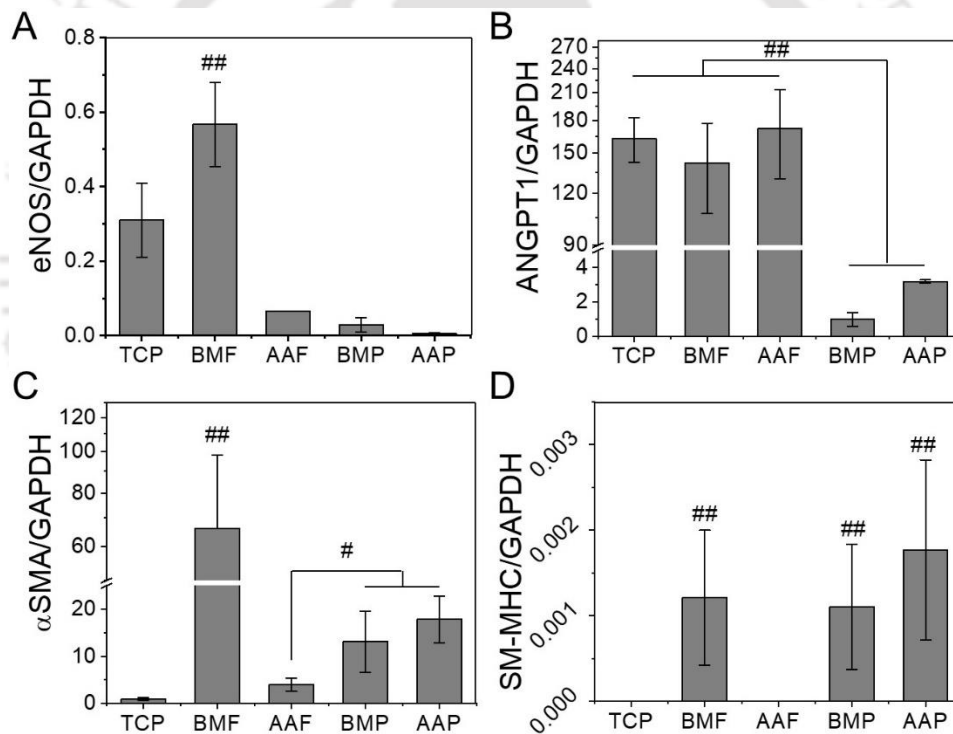 A
eNOS/GAPDH
0.8
0.6
0.4
0.2
0.0
##
TCP BMF AAF BMP AAP
B
ANGPT1/GAPDH
270
240
210
180
150
120
90
4
2
0
##
TCP BMF AAF BMP AAP
C
αSMA/GAPDH
120
100
80
60
20
10
0
##
#
TCP BMF AAF BMP AAP
D
SM-MHC/GAPDH
0.003
0.002
0.001
0.000
##
##
##
TCP BMF AAF BMP AAP